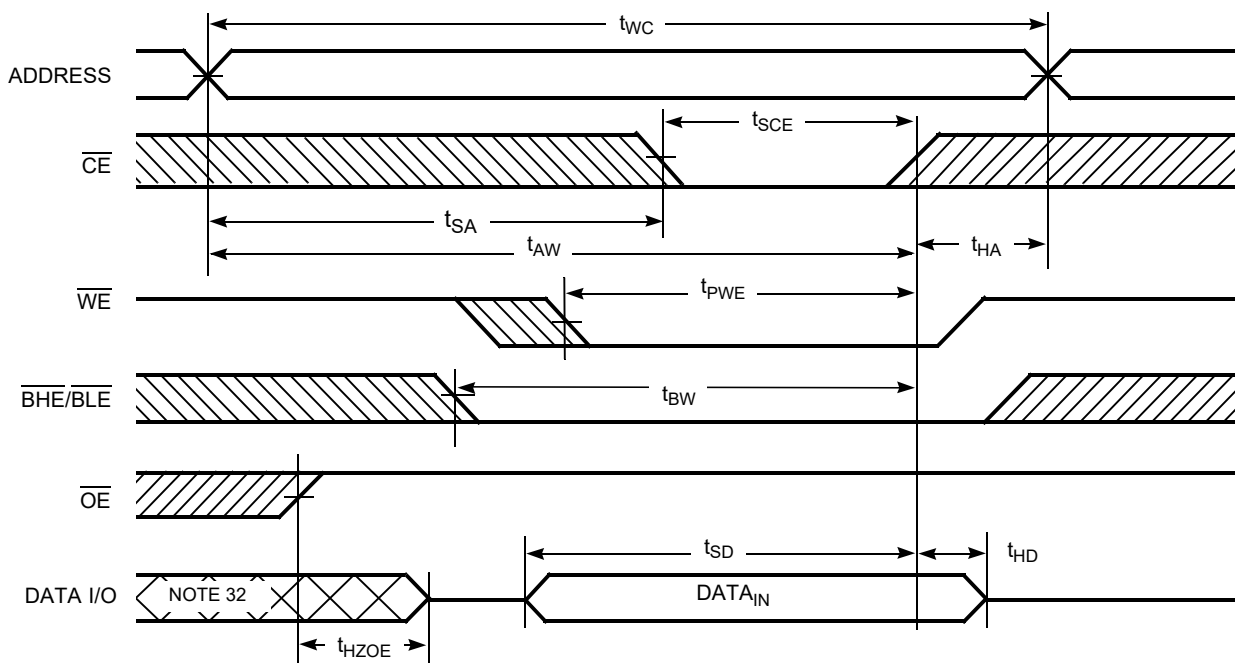 tWC
ADDRESS
tSCE
CE
tSA
tAW
tHA
WE
tPWE
BHE/BLE
tBW
OE
tSD
tHD
DATA I/O
NOTE 32
DATAIN
tHZOE